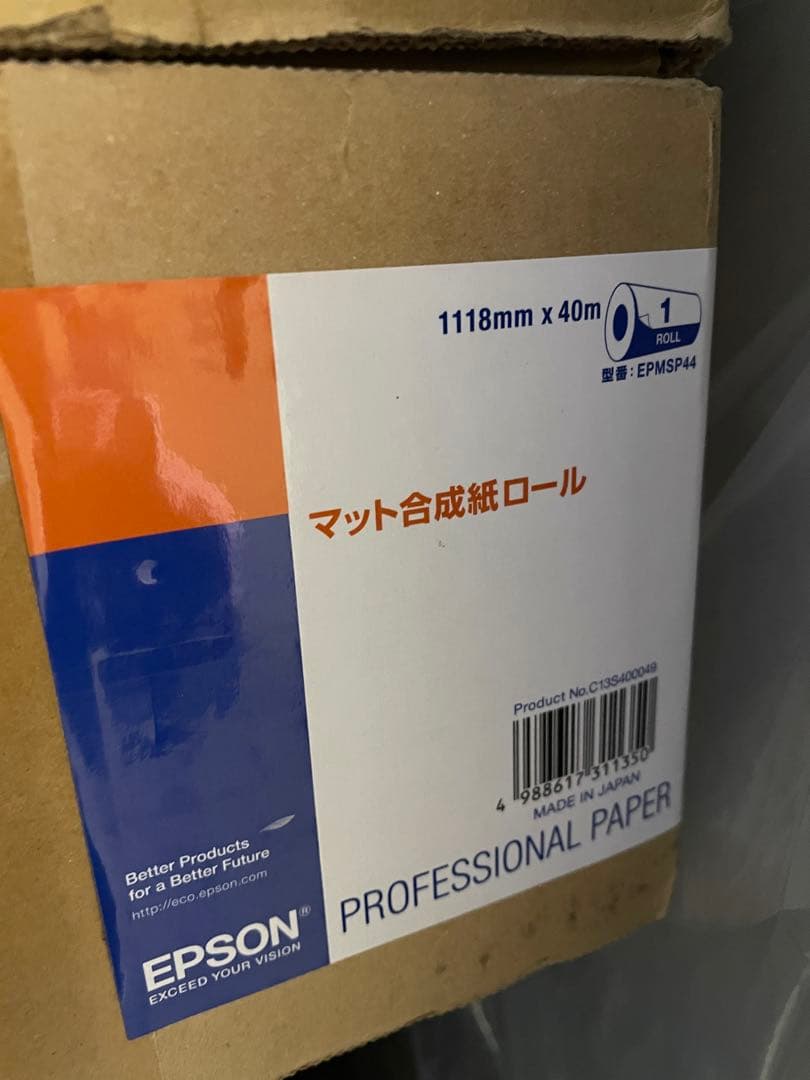 1118mm x 40m
1
ROLL
型番：EPMSP44
マット合成紙ロール
Product No.C13S400049
4 988617 311350
MADE IN JAPAN
PROFESSIONAL PAPER
Better Products
for a Better Future
http://eco.epson.com
EPSON®
EXCEED YOUR VISION